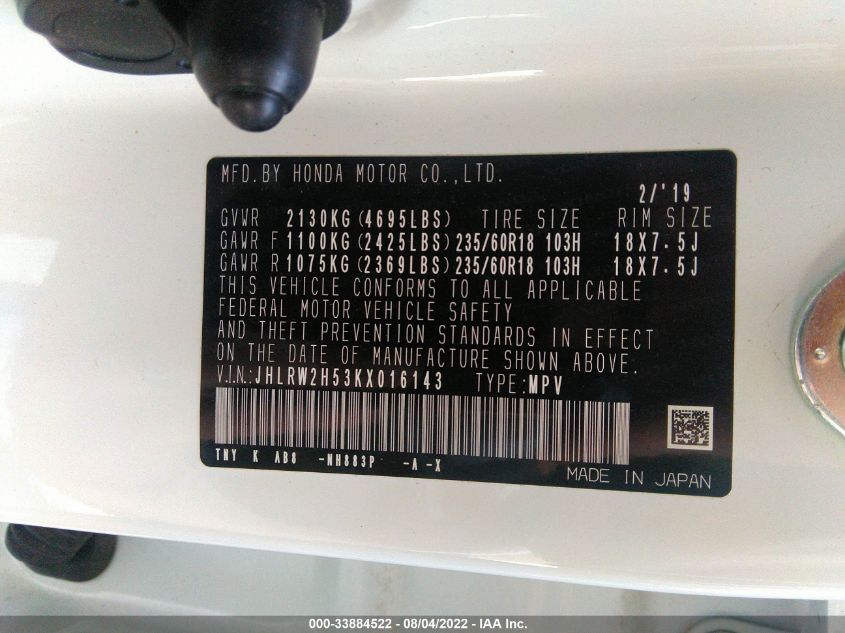 MFD.BY HONDA MOTOR CO.,LTD.
2/'19
GVWR 2130KG(4695LBS) TIRE SIZE RIM SIZE
GAWR F 1100KG(2425LBS) 235/60R18 103H 18X7.5J
GAWR R 1075KG(2369LBS) 235/60R18 103H 18X7.5J
THIS VEHICLE CONFORMS TO ALL APPLICABLE
FEDERAL MOTOR VEHICLE SAFETY
AND THEFT PREVENTION STANDARDS IN EFFECT
ON THE DATE OF MANUFACTURE SHOWN ABOVE.
V.I.N.:JHLRW2H53KX016143 TYPE:MPV
TNY K AB8 -NH883P -A -X
MADE IN JAPAN
000-33884522 - 08/04/2022 - IAA Inc.